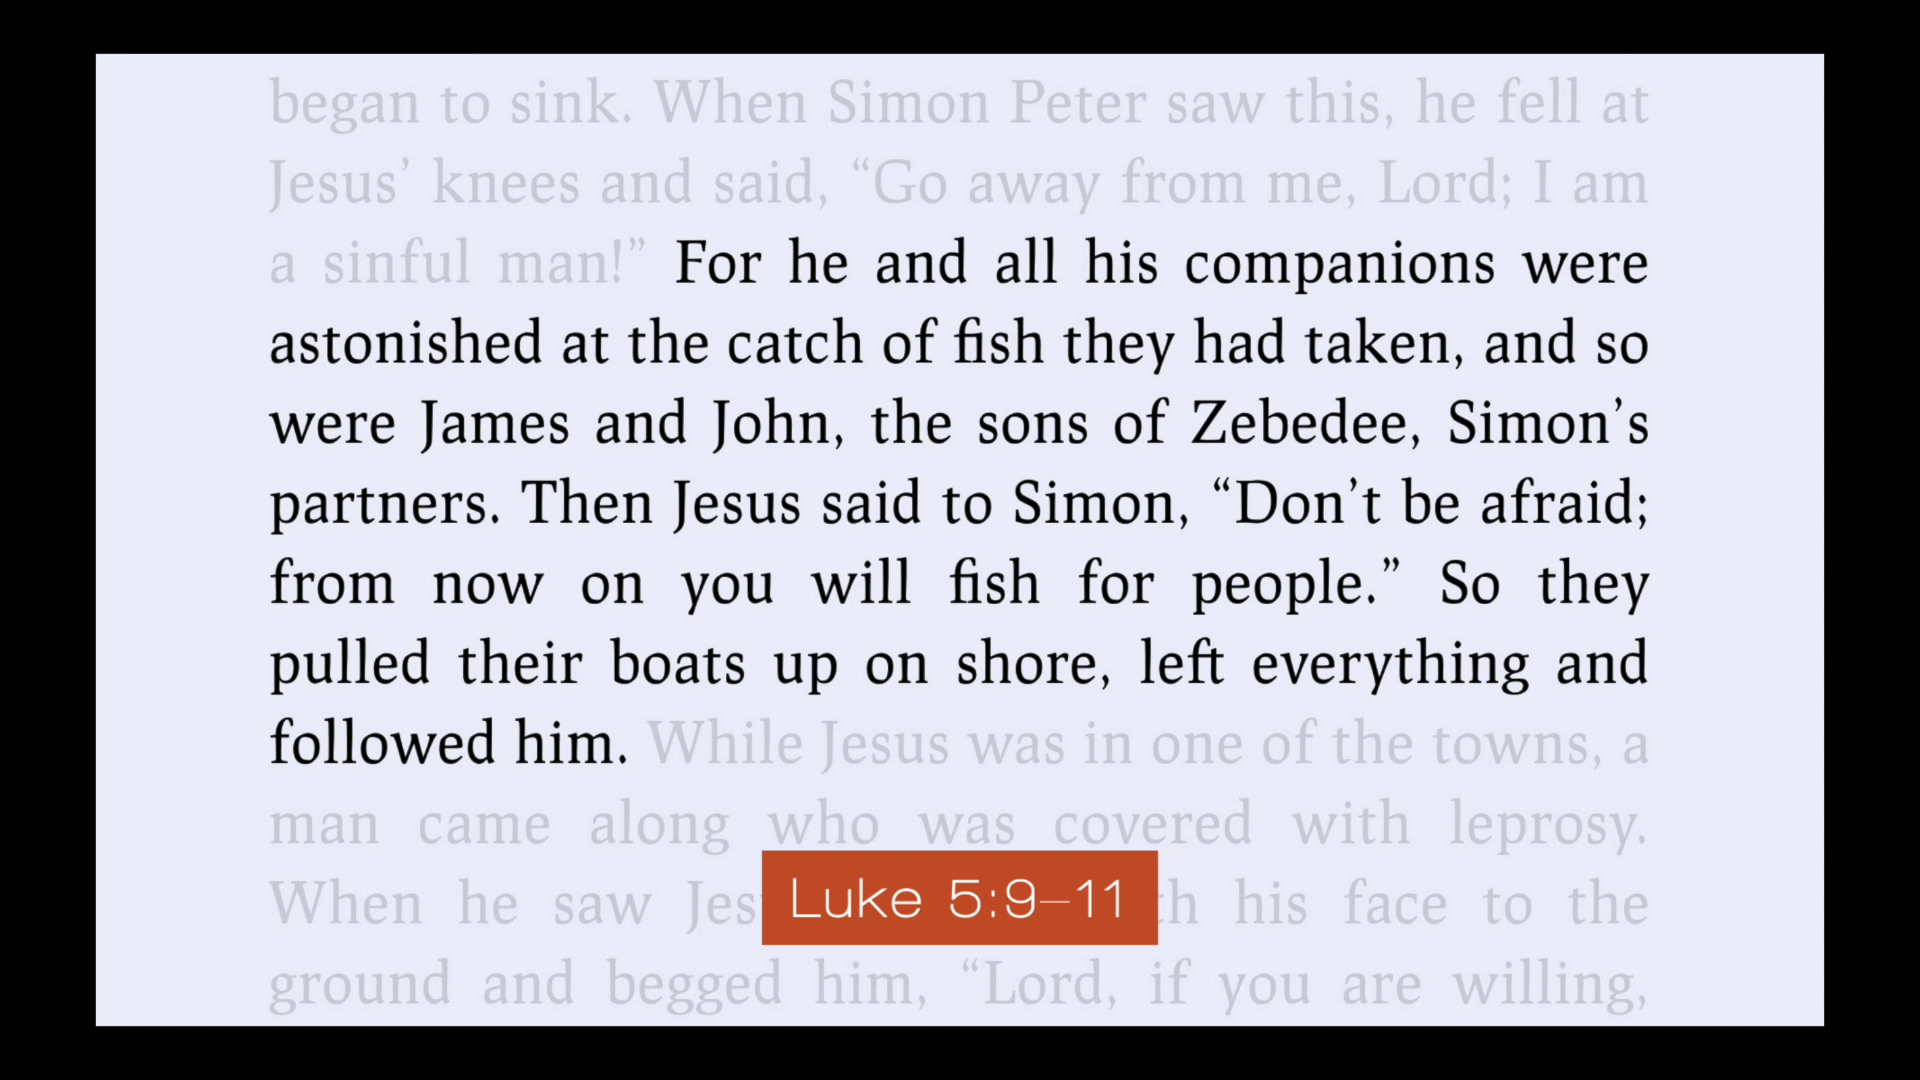 began to sink. When Simon Peter saw this, he fell at
Jesus’ knees and said, “Go away from me, Lord; I am
a sinful man!” For he and all his companions were
astonished at the catch of fish they had taken, and so
were James and John, the sons of Zebedee, Simon’s
partners. Then Jesus said to Simon, “Don’t be afraid;
from now on you will fish for people.” So they
pulled their boats up on shore, left everything and
followed him. While Jesus was in one of the towns, a
man came along who was covered with leprosy.
When he saw his face to the
Luke 5:9–11
ground and begged him, “Lord, if you are willing,